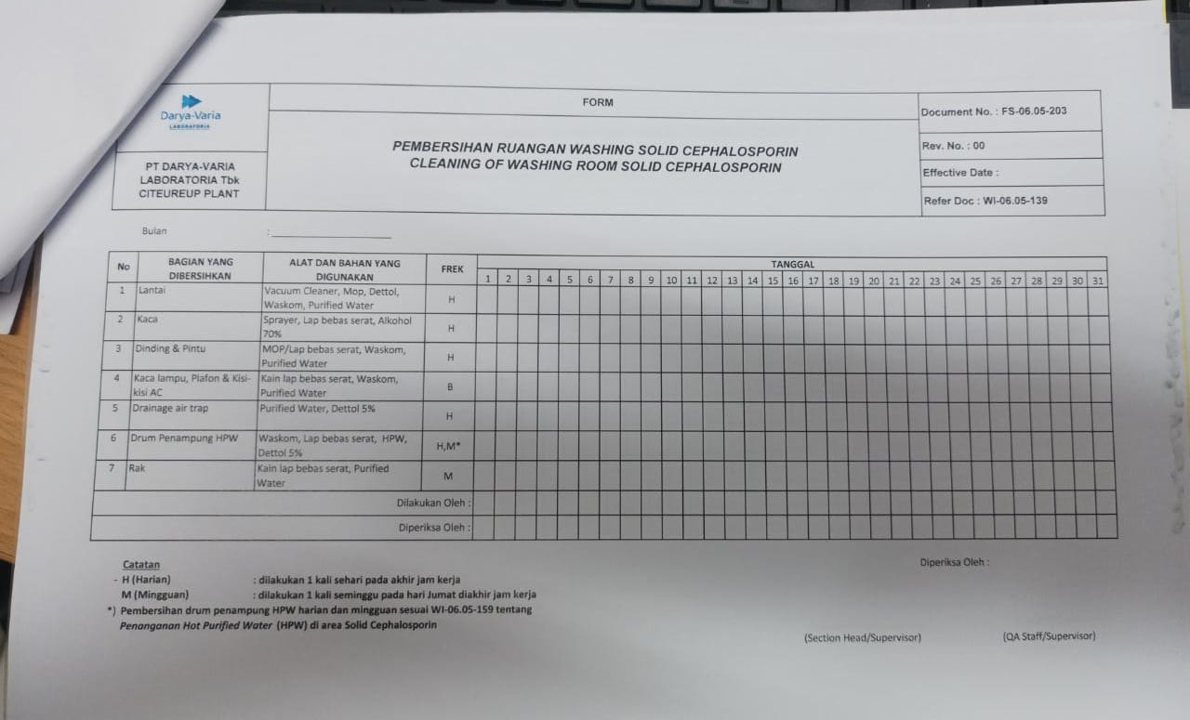 Darya-Varia
LABORATORIA
PT DARYA-VARIA
LABORATORIA Tbk
CITEUREUP PLANT
FORM
PEMBERSIHAN RUANGAN WASHING SOLID CEPHALOSPORIN
CLEANING OF WASHING ROOM SOLID CEPHALOSPORIN
Document No. : FS-06.05-203
Rev. No. : 00
Effective Date :
Refer Doc : WI-06.05-139
Bulan : 
No BAGIAN YANG DIBERSIHKAN ALAT DAN BAHAN YANG DIGUNAKAN FREK TANGGAL
1 2 3 4 5 6 7 8 9 10 11 12 13 14 15 16 17 18 19 20 21 22 23 24 25 26 27 28 29 30 31
1 Lantai Vacuum Cleaner, Mop, Dettol, Waskom, Purified Water H
2 Kaca Sprayer, Lap bebas serat, Alkohol 70% H
3 Dinding & Pintu MOP/Lap bebas serat, Waskom, Purified Water H
4 Kaca lampu, Plafon & Kisi-kisi AC Kain lap bebas serat, Waskom, Purified Water B
5 Drainage air trap Purified Water, Dettol 5% H
6 Drum Penampung HPW Waskom, Lap bebas serat, HPW, Dettol 5% H,M*
7 Rak Kain lap bebas serat, Purified Water M
Dilakukan Oleh :
Diperiksa Oleh :
Catatan
- H (Harian) : dilakukan 1 kali sehari pada akhir jam kerja
M (Mingguan) : dilakukan 1 kali seminggu pada hari Jumat diakhir jam kerja
*) Pembersihan drum penampung HPW harian dan mingguan sesuai WI-06.05-159 tentang
Penanganan Hot Purified Water (HPW) di area Solid Cephalosporin
Diperiksa Oleh :
(Section Head/Supervisor) (QA Staff/Supervisor)